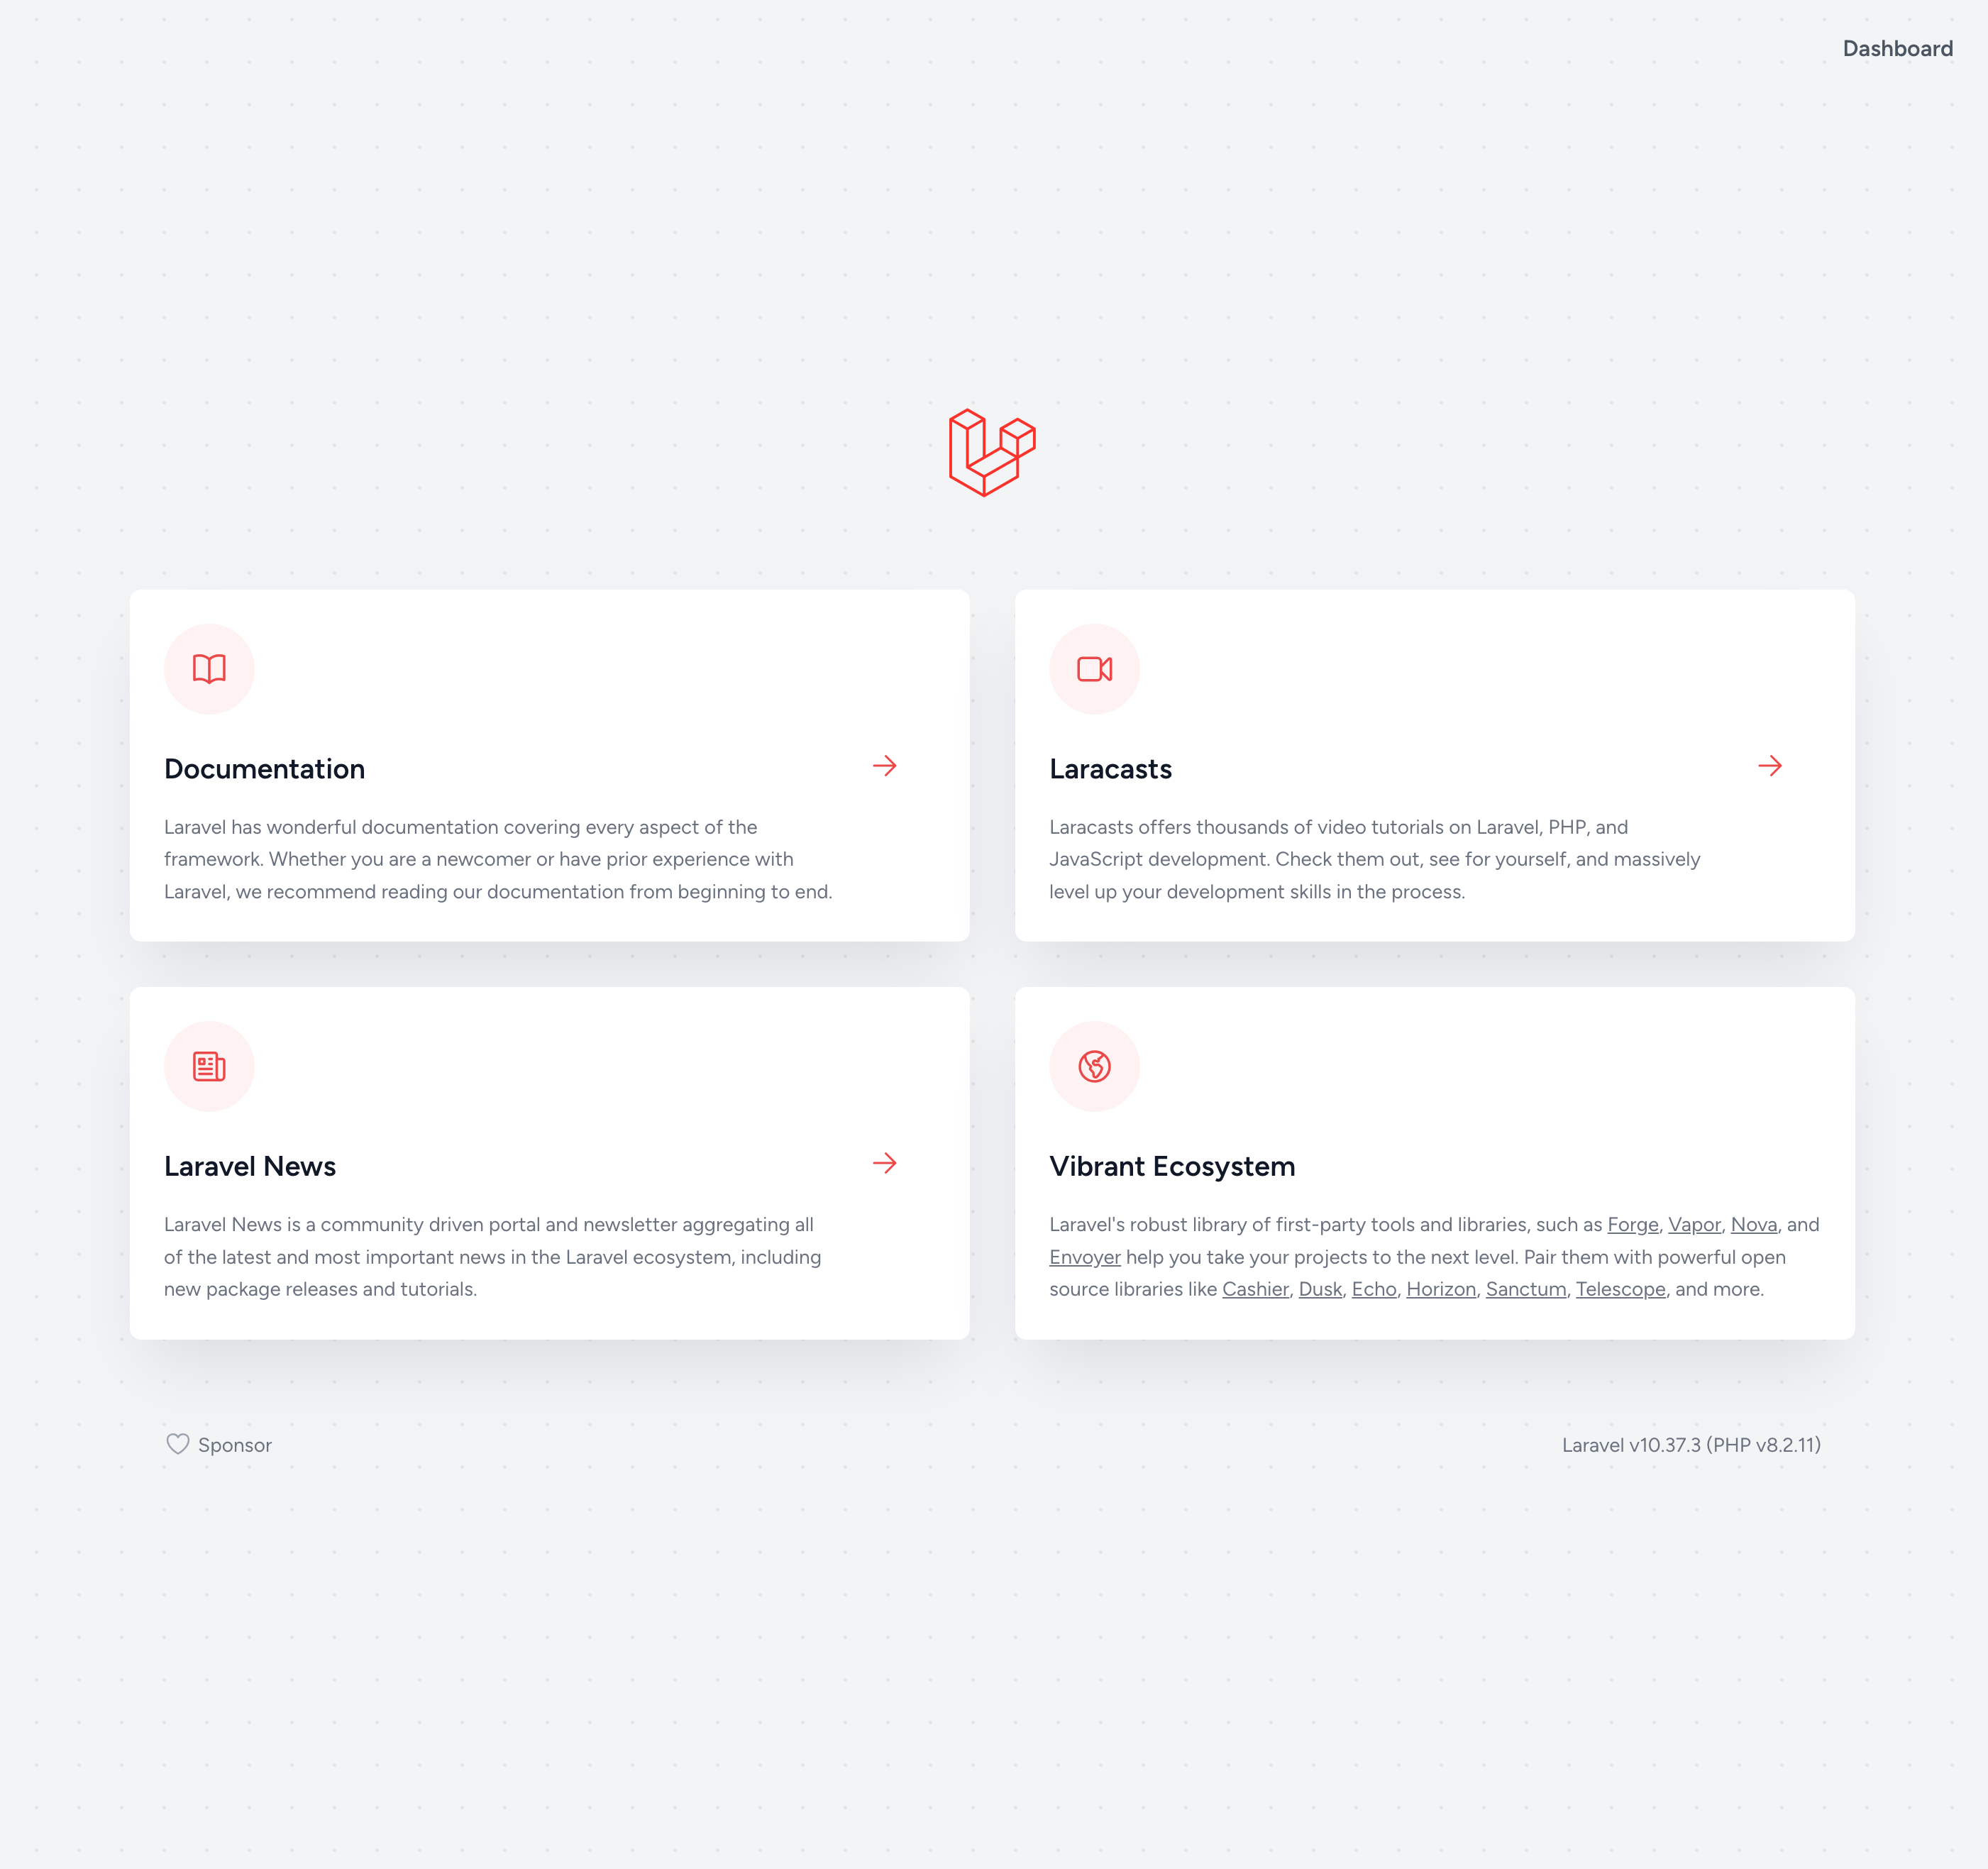 Dashboard
Documentation
Laravel has wonderful documentation covering every aspect of the
framework. Whether you are a newcomer or have prior experience with
Laravel, we recommend reading our documentation from beginning to end.
Laracasts
Laracasts offers thousands of video tutorials on Laravel, PHP, and
JavaScript development. Check them out, see for yourself, and massively
level up your development skills in the process.
Laravel News
Laravel News is a community driven portal and newsletter aggregating all
of the latest and most important news in the Laravel ecosystem, including
new package releases and tutorials.
Vibrant Ecosystem
Laravel's robust library of first-party tools and libraries, such as Forge, Vapor, Nova, and
Envoyer help you take your projects to the next level. Pair them with powerful open
source libraries like Cashier, Dusk, Echo, Horizon, Sanctum, Telescope, and more.
Sponsor
Laravel v10.37.3 (PHP v8.2.11)